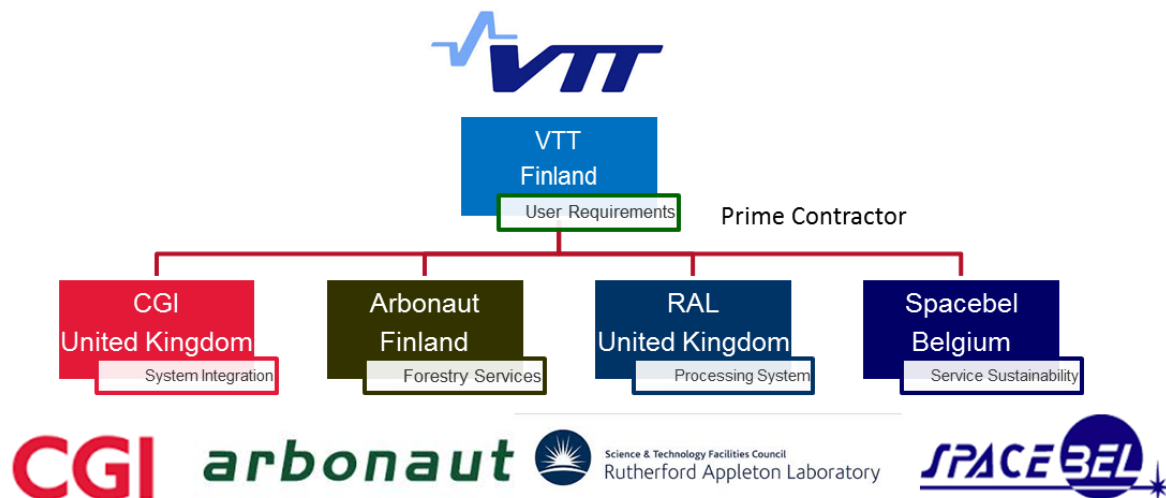 VTT
VTT
Finland
User Requirements
Prime Contractor
CGI
United Kingdom
System Integration
Arbonaut
Finland
Forestry Services
RAL
United Kingdom
Processing System
Spacebel
Belgium
Service Sustainability
CGI
arbonaut
Science & Technology Facilities Council
Rutherford Appleton Laboratory
SPACEBEL